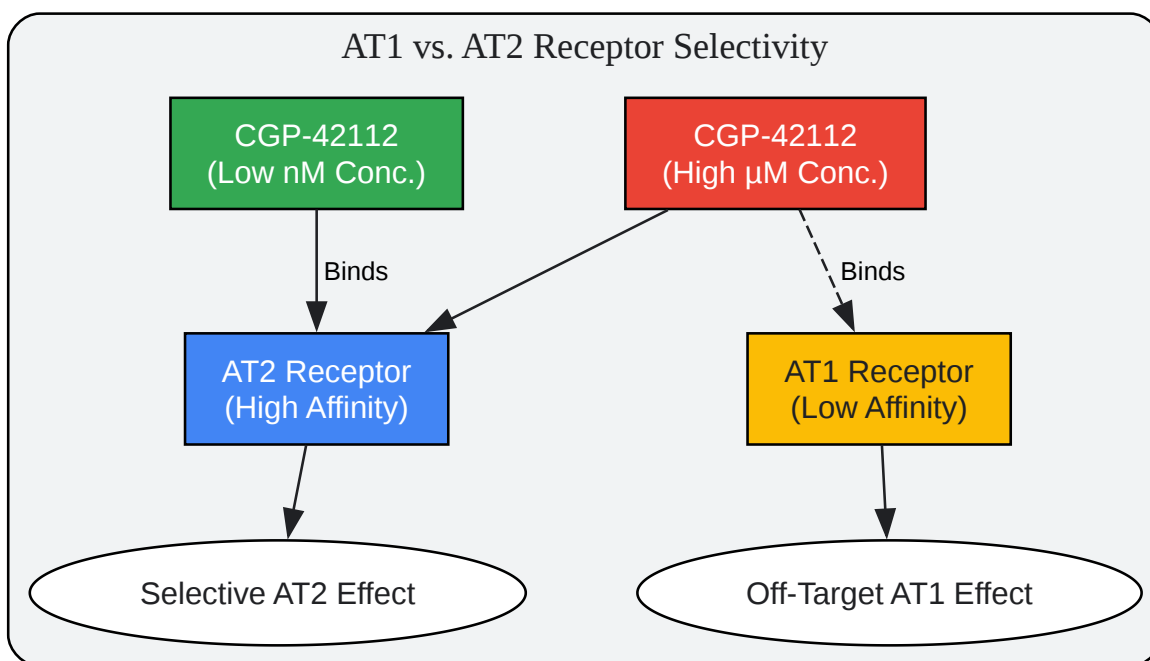 AT1 vs. AT2 Receptor Selectivity
CGP-42112
(Low nM Conc.)
CGP-42112
(High µM Conc.)
Binds
Binds
AT2 Receptor
(High Affinity)
AT1 Receptor
(Low Affinity)
Selective AT2 Effect
Off-Target AT1 Effect